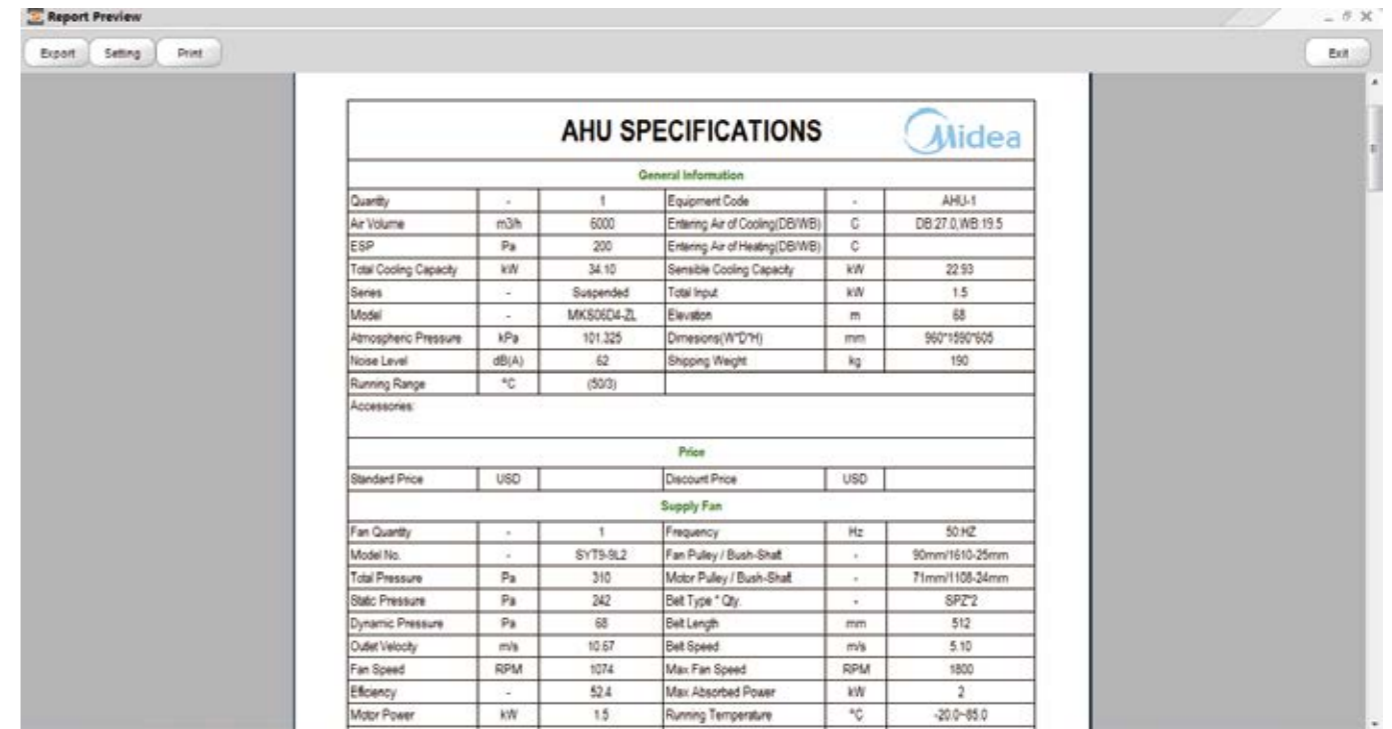 Report Preview
Export Setting Print Exit
AHU SPECIFICATIONS Midea
General Information
Quantity - 1 Equipment Code - AHU-1
Air Volume m3/h 6000 Entering Air of Cooling(DB/WB) C DB:27.0,WB:19.5
ESP Pa 200 Entering Air of Heating(DB/WB) C
Total Cooling Capacity kW 34.10 Sensible Cooling Capacity kW 22.93
Series - Suspended Total Input kW 1.5
Model - MKS06D4-ZL Elevation m 68
Atmospheric Pressure kPa 101.325 Dimesions(W*D*H) mm 960*1590*605
Noise Level dB(A) 62 Shipping Weight kg 190
Running Range °C (50/3)
Accessories:
Price
Standard Price USD Discount Price USD
Supply Fan
Fan Quantity - 1 Frequency Hz 50.HZ
Model No. - SYT9-9L2 Fan Pulley / Bush-Shaft - 90mm/1610-25mm
Total Pressure Pa 310 Motor Pulley / Bush-Shaft - 71mm/1108-24mm
Static Pressure Pa 242 Belt Type * Qty. - SPZ*2
Dynamic Pressure Pa 68 Belt Length mm 512
Outlet Velocity m/s 10.67 Belt Speed m/s 5.10
Fan Speed RPM 1074 Max Fan Speed RPM 1800
Efficiency - 52.4 Max Absorbed Power kW 2
Motor Power kW 1.5 Running Temperature °C -20.0~85.0